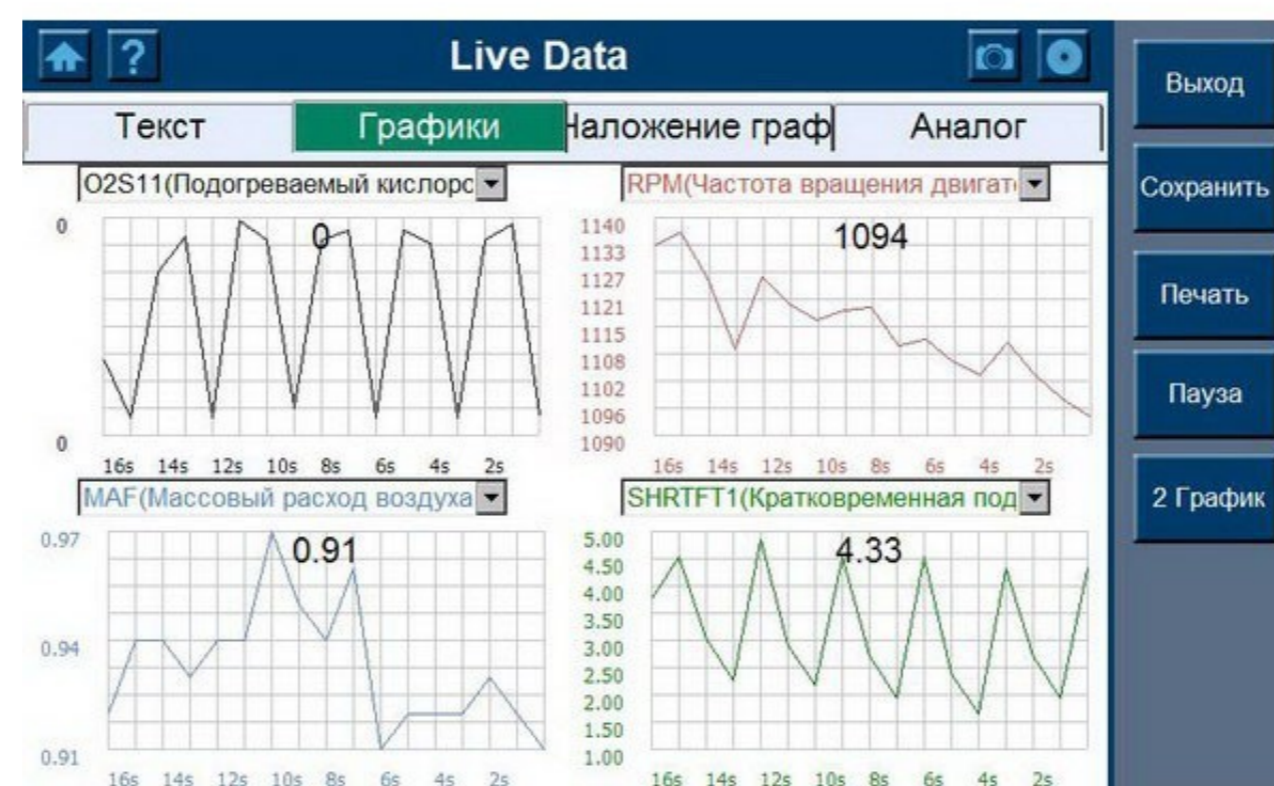 ?
Live Data
Текст
Графики
Наложение граф
Аналог
Выход
Сохранить
Печать
Пауза
2 График
O2S11(Подогреваемый кислорс
0
0
0
16s 14s 12s 10s 8s 6s 4s 2s
RPM(Частота вращения двигат
1094
1140
1133
1127
1121
1115
1108
1102
1096
1090
16s 14s 12s 10s 8s 6s 4s 2s
MAF(Массовый расход воздуха
0.91
0.97
0.94
0.91
16s 14s 12s 10s 8s 6s 4s 2s
SHRTFT1(Кратковременная под
4.33
5.00
4.50
4.00
3.50
3.00
2.50
2.00
1.50
1.00
16s 14s 12s 10s 8s 6s 4s 2s